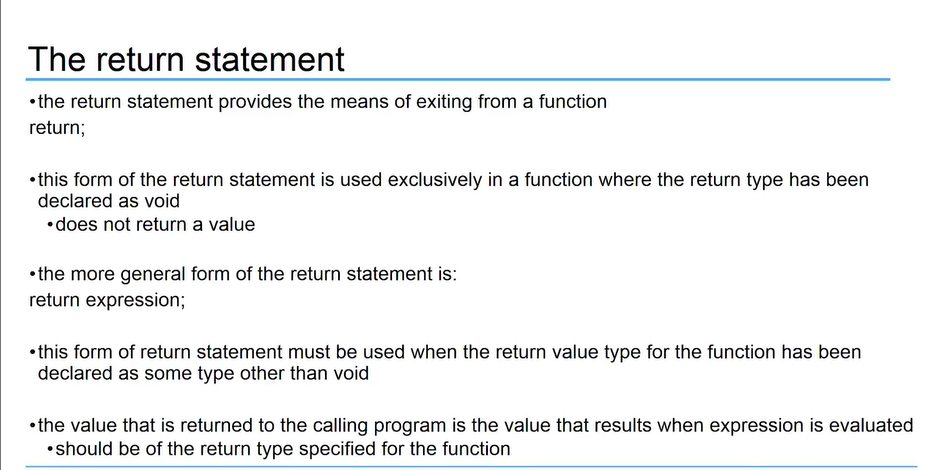 The return statement
•the return statement provides the means of exiting from a function
return;
•this form of the return statement is used exclusively in a function where the return type has been
declared as void
•does not return a value
•the more general form of the return statement is:
return expression;
•this form of return statement must be used when the return value type for the function has been
declared as some type other than void
•the value that is returned to the calling program is the value that results when expression is evaluated
•should be of the return type specified for the function